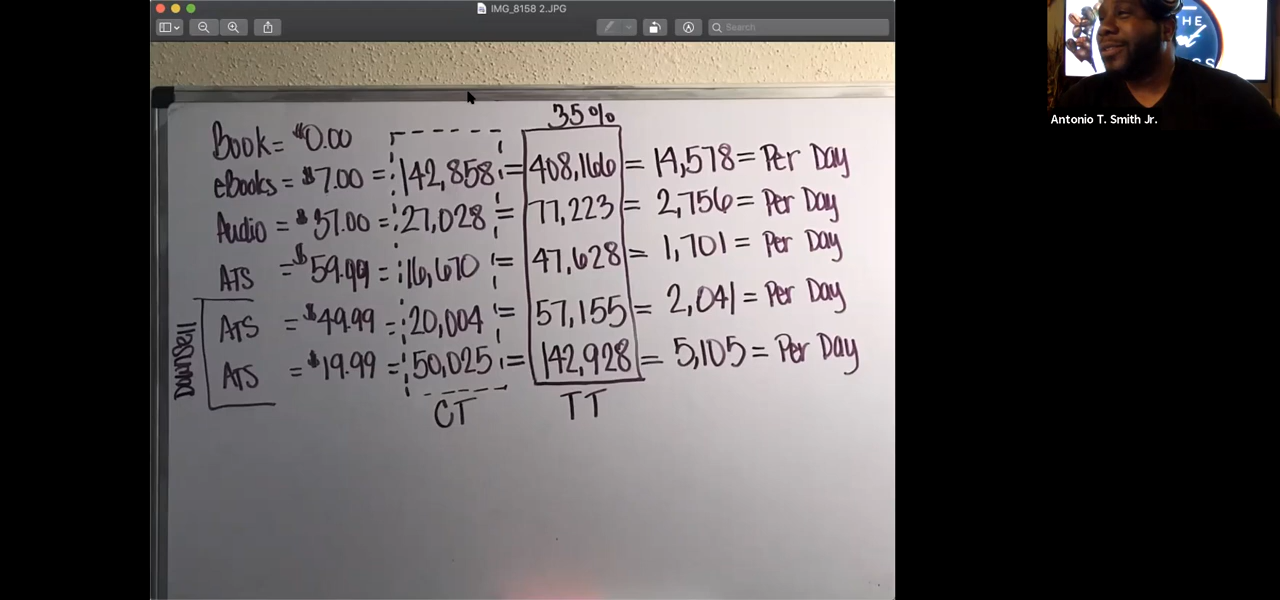 IMG_8158 2.JPG
Search
THE
Antonio T. Smith Jr.
35%
Book = $0.00
eBooks = $7.00 = 142,858 = 408,166 = 14,578 = Per Day
Audio = $37.00 = 27,028 = 77,223 = 2,756 = Per Day
ATS = $59.99 = 16,670 = 47,628 = 1,701 = Per Day
ATS = $49.99 = 20,004 = 57,155 = 2,041 = Per Day
ATS = $19.99 = 50,025 = 142,928 = 5,105 = Per Day
Downsell
CT TT